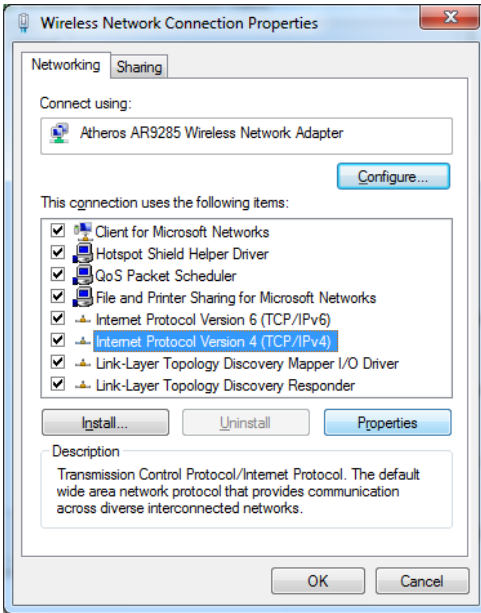 Wireless Network Connection Properties
Networking
Sharing
Connect using:
Atheros AR9285 Wireless Network Adapter
Configure...
This connection uses the following items:
Client for Microsoft Networks
Hotspot Shield Helper Driver
QoS Packet Scheduler
File and Printer Sharing for Microsoft Networks
Internet Protocol Version 6 (TCP/IPv6)
Internet Protocol Version 4 (TCP/IPv4)
Link-Layer Topology Discovery Mapper I/O Driver
Link-Layer Topology Discovery Responder
Install...
Uninstall
Properties
Description
Transmission Control Protocol/Internet Protocol. The default
wide area network protocol that provides communication
across diverse interconnected networks.
OK
Cancel